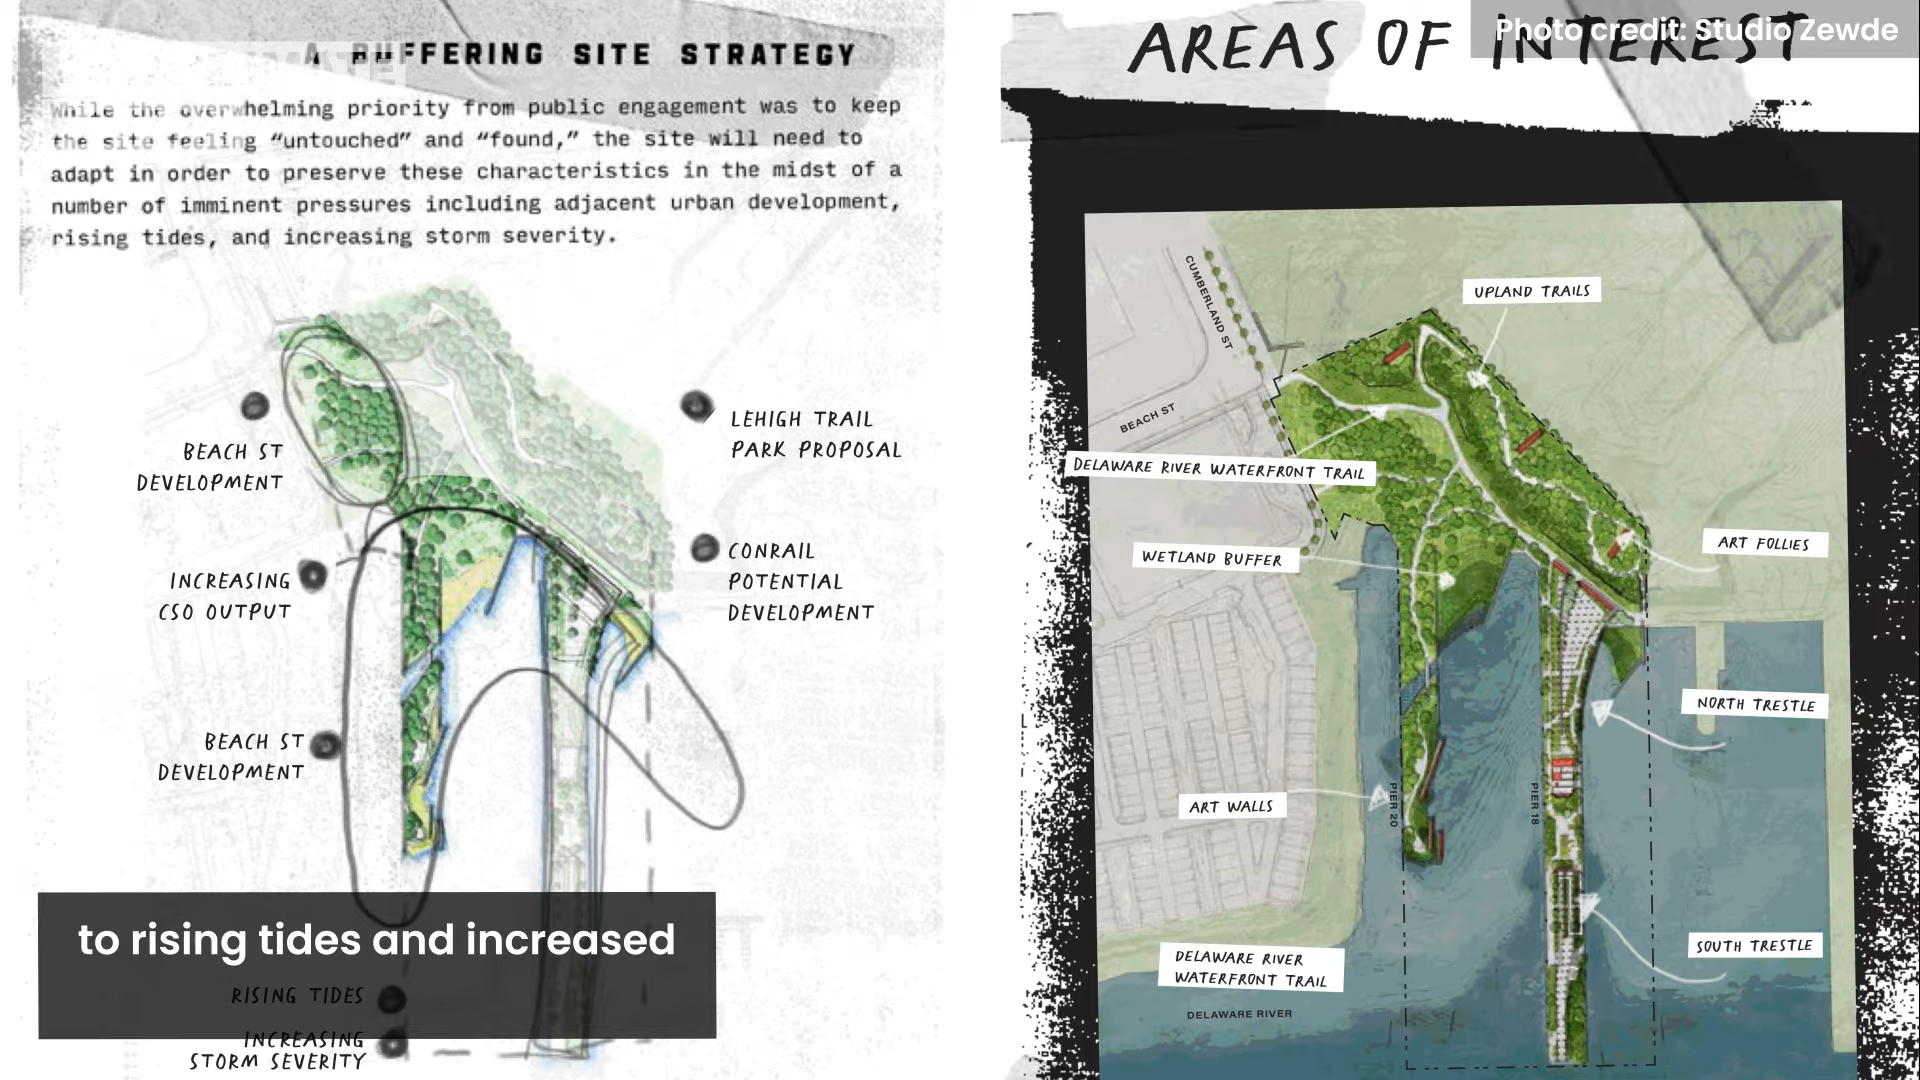 A BUFFERING SITE STRATEGY
While the overwhelming priority from public engagement was to keep
the site feeling “untouched” and “found,” the site will need to
adapt in order to preserve these characteristics in the midst of a
number of imminent pressures including adjacent urban development,
rising tides, and increasing storm severity.
BEACH ST
DEVELOPMENT
LEHIGH TRAIL
PARK PROPOSAL
INCREASING
CSO OUTPUT
CONRAIL
POTENTIAL
DEVELOPMENT
BEACH ST
DEVELOPMENT
to rising tides and increased
RISING TIDES
INCREASING
STORM SEVERITY
Photo credit: Studio Zewde
AREAS OF INTEREST
CUMBERLAND ST
UPLAND TRAILS
BEACH ST
DELAWARE RIVER WATERFRONT TRAIL
WETLAND BUFFER
ART FOLLIES
NORTH TRESTLE
ART WALLS
PIER 20
PIER 18
SOUTH TRESTLE
DELAWARE RIVER
WATERFRONT TRAIL
DELAWARE RIVER